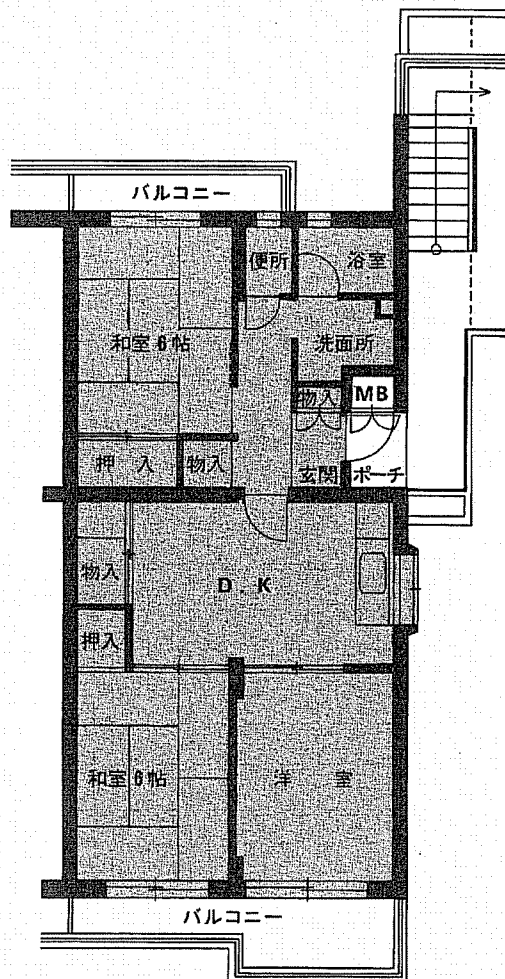 バルコニー
便所
浴室
和室6帖
洗面所
物入
MB
押入
物入
玄関
ポーチ
物入
D.K
押入
和室6帖
洋室
バルコニー